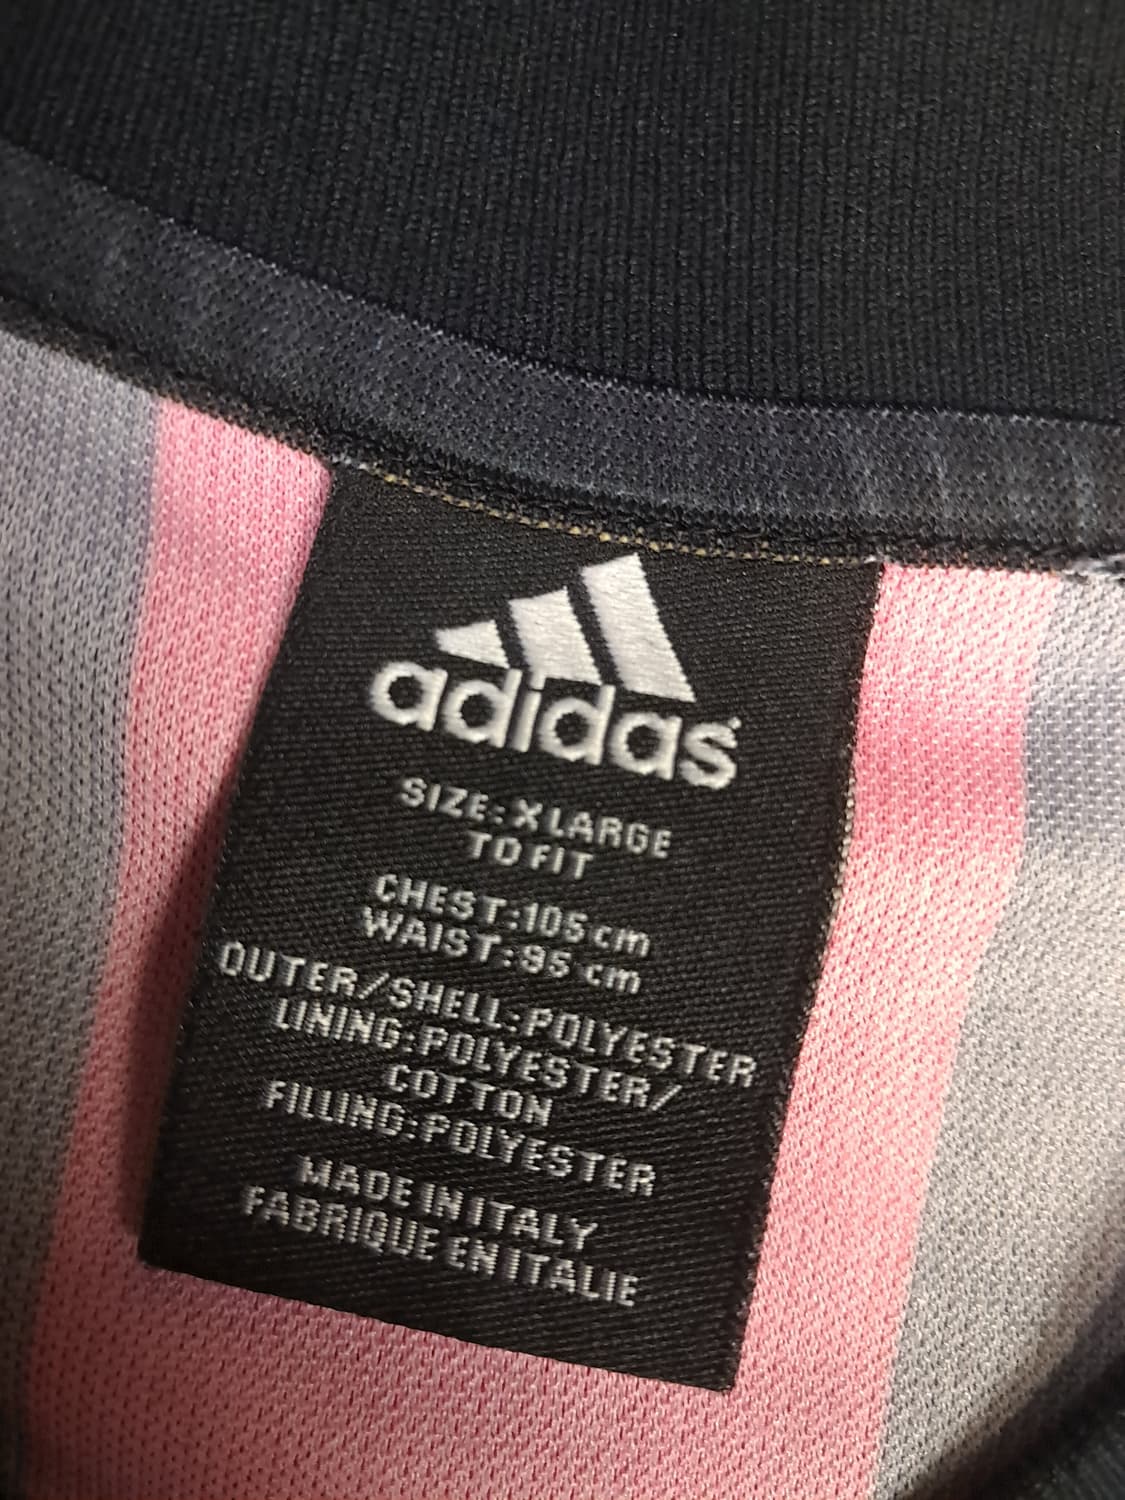 adidas
SIZE: X LARGE
TO FIT
CHEST:105 cm
WAIST:95 cm
OUTER/SHELL:POLYESTER
LINING:POLYESTER/
COTTON
FILLING:POLYESTER
MADE IN ITALY
FABRIQUE EN ITALIE